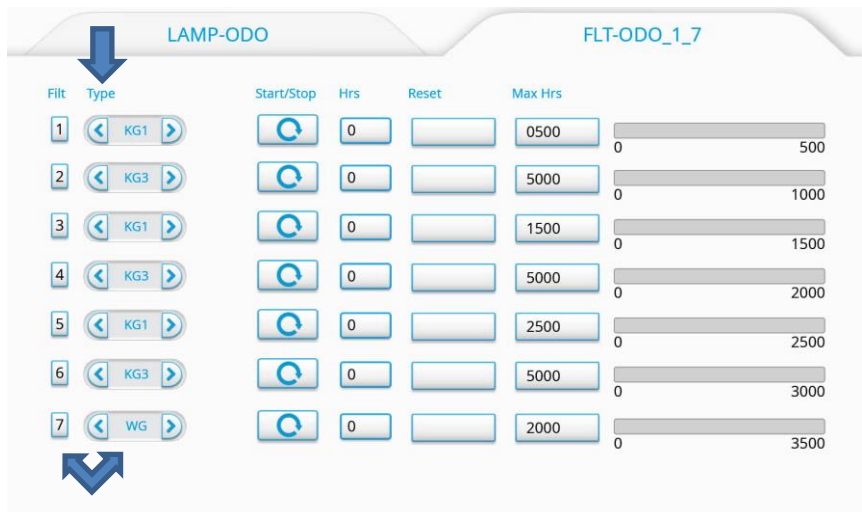 LAMP-ODO FLT-ODO_1_7
Filt Type Start/Stop Hrs Reset Max Hrs
1 KG1 0 0500
0 500
2 KG3 0 5000
0 1000
3 KG1 0 1500
0 1500
4 KG3 0 5000
0 2000
5 KG1 0 2500
0 2500
6 KG3 0 5000
0 3000
7 WG 0 2000
0 3500